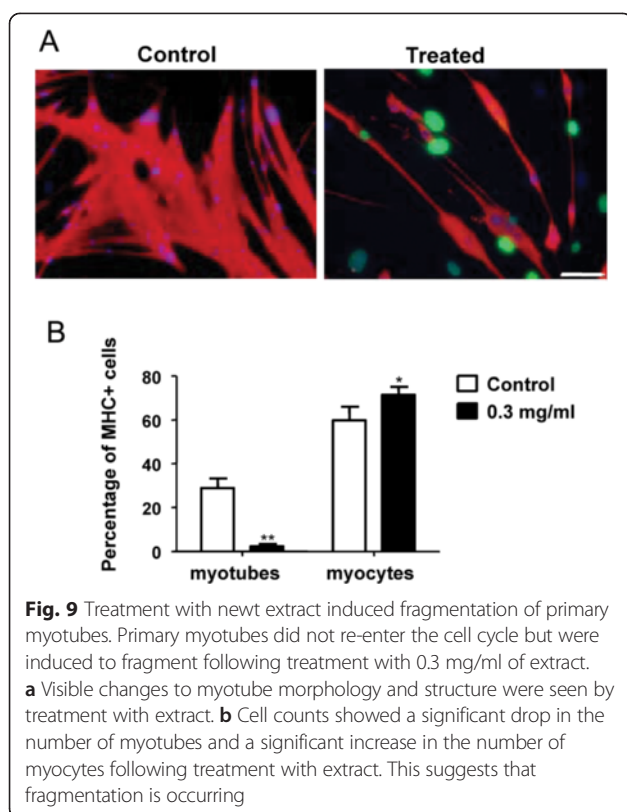 A
Control
Treated
B
Percentage of MHC+ cells
80
60
40
20
0
*
**
Control
0.3 mg/ml
myotubes
myocytes
Fig. 9 Treatment with newt extract induced fragmentation of primary
myotubes. Primary myotubes did not re-enter the cell cycle but were
induced to fragment following treatment with 0.3 mg/ml of extract.
a Visible changes to myotube morphology and structure were seen by
treatment with extract. b Cell counts showed a significant drop in the
number of myotubes and a significant increase in the number of
myocytes following treatment with extract. This suggests that
fragmentation is occurring